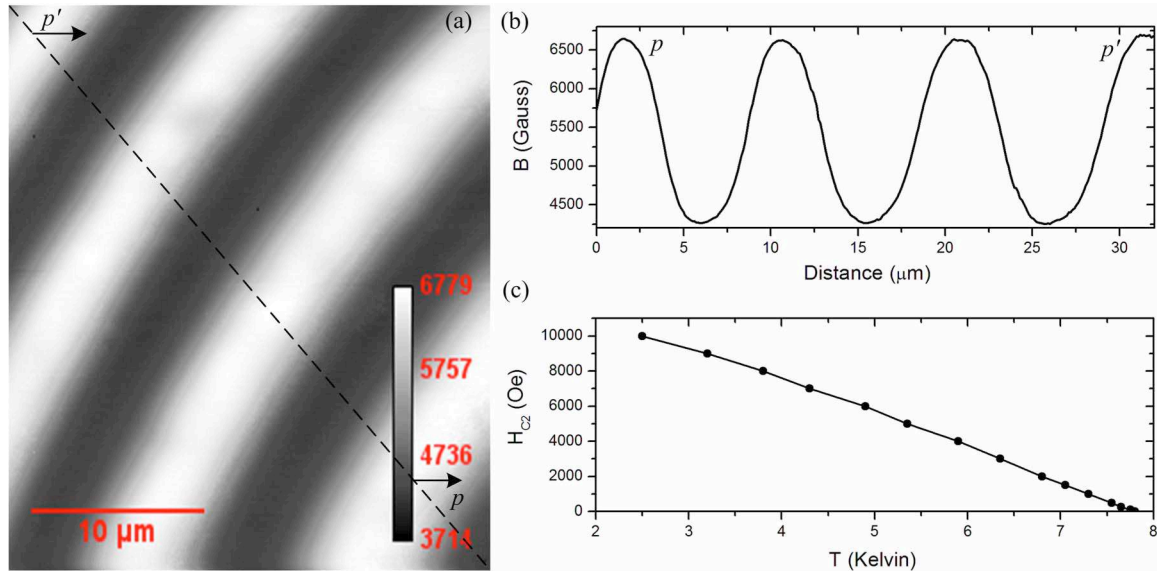 p′
(a)
6779
5757
4736
3714
p
10 μm
(b)
p
p′
6500
6000
5500
5000
4500
B (Gauss)
0 5 10 15 20 25 30
Distance (μm)
(c)
10000
8000
6000
4000
2000
0
H_C2 (Oe)
2 3 4 5 6 7 8
T (Kelvin)